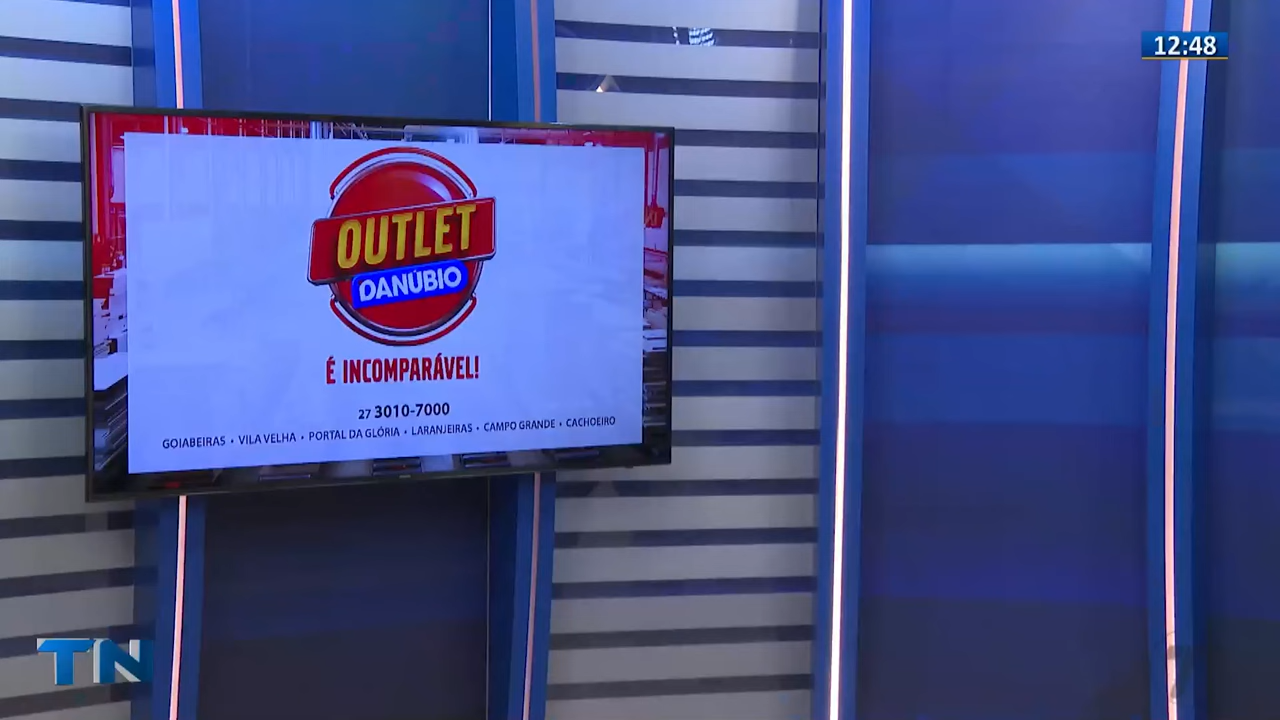 12:48
OUTLET
DANÚBIO
É INCOMPARÁVEL!
27 3010-7000
GOIABEIRAS • VILA VELHA • PORTAL DA GLÓRIA • LARANJEIRAS • CAMPO GRANDE • CACHOEIRO
TN